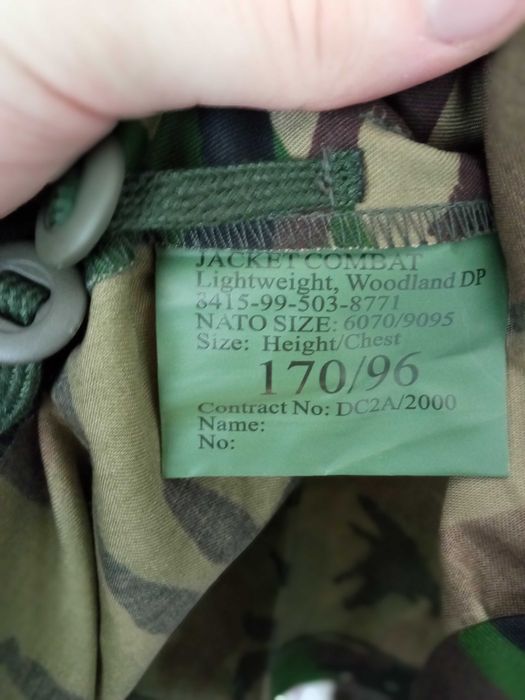 JACKET COMBAT
Lightweight, Woodland DP
8415-99-503-8771
NATO SIZE: 6070/9095
Size: Height/Chest
170/96
Contract No: DC2A/2000
Name:
No: